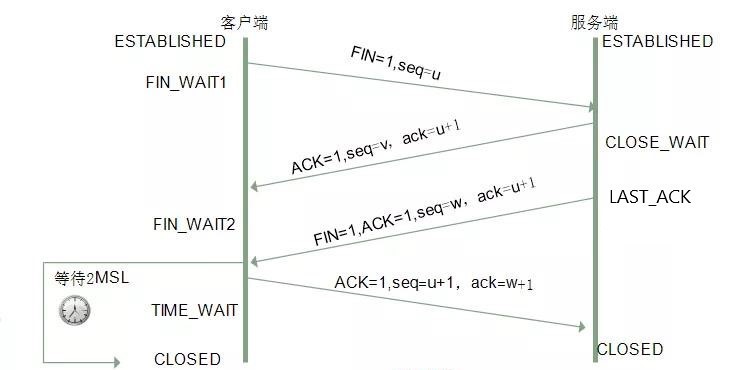 客户端
服务端
ESTABLISHED
ESTABLISHED
FIN=1,seq=u
FIN_WAIT1
ACK=1,seq=v，ack=u+1
CLOSE_WAIT
LAST_ACK
FIN=1,ACK=1,seq=w，ack=u+1
FIN_WAIT2
等待2MSL
ACK=1,seq=u+1，ack=w+1
TIME_WAIT
CLOSED
CLOSED